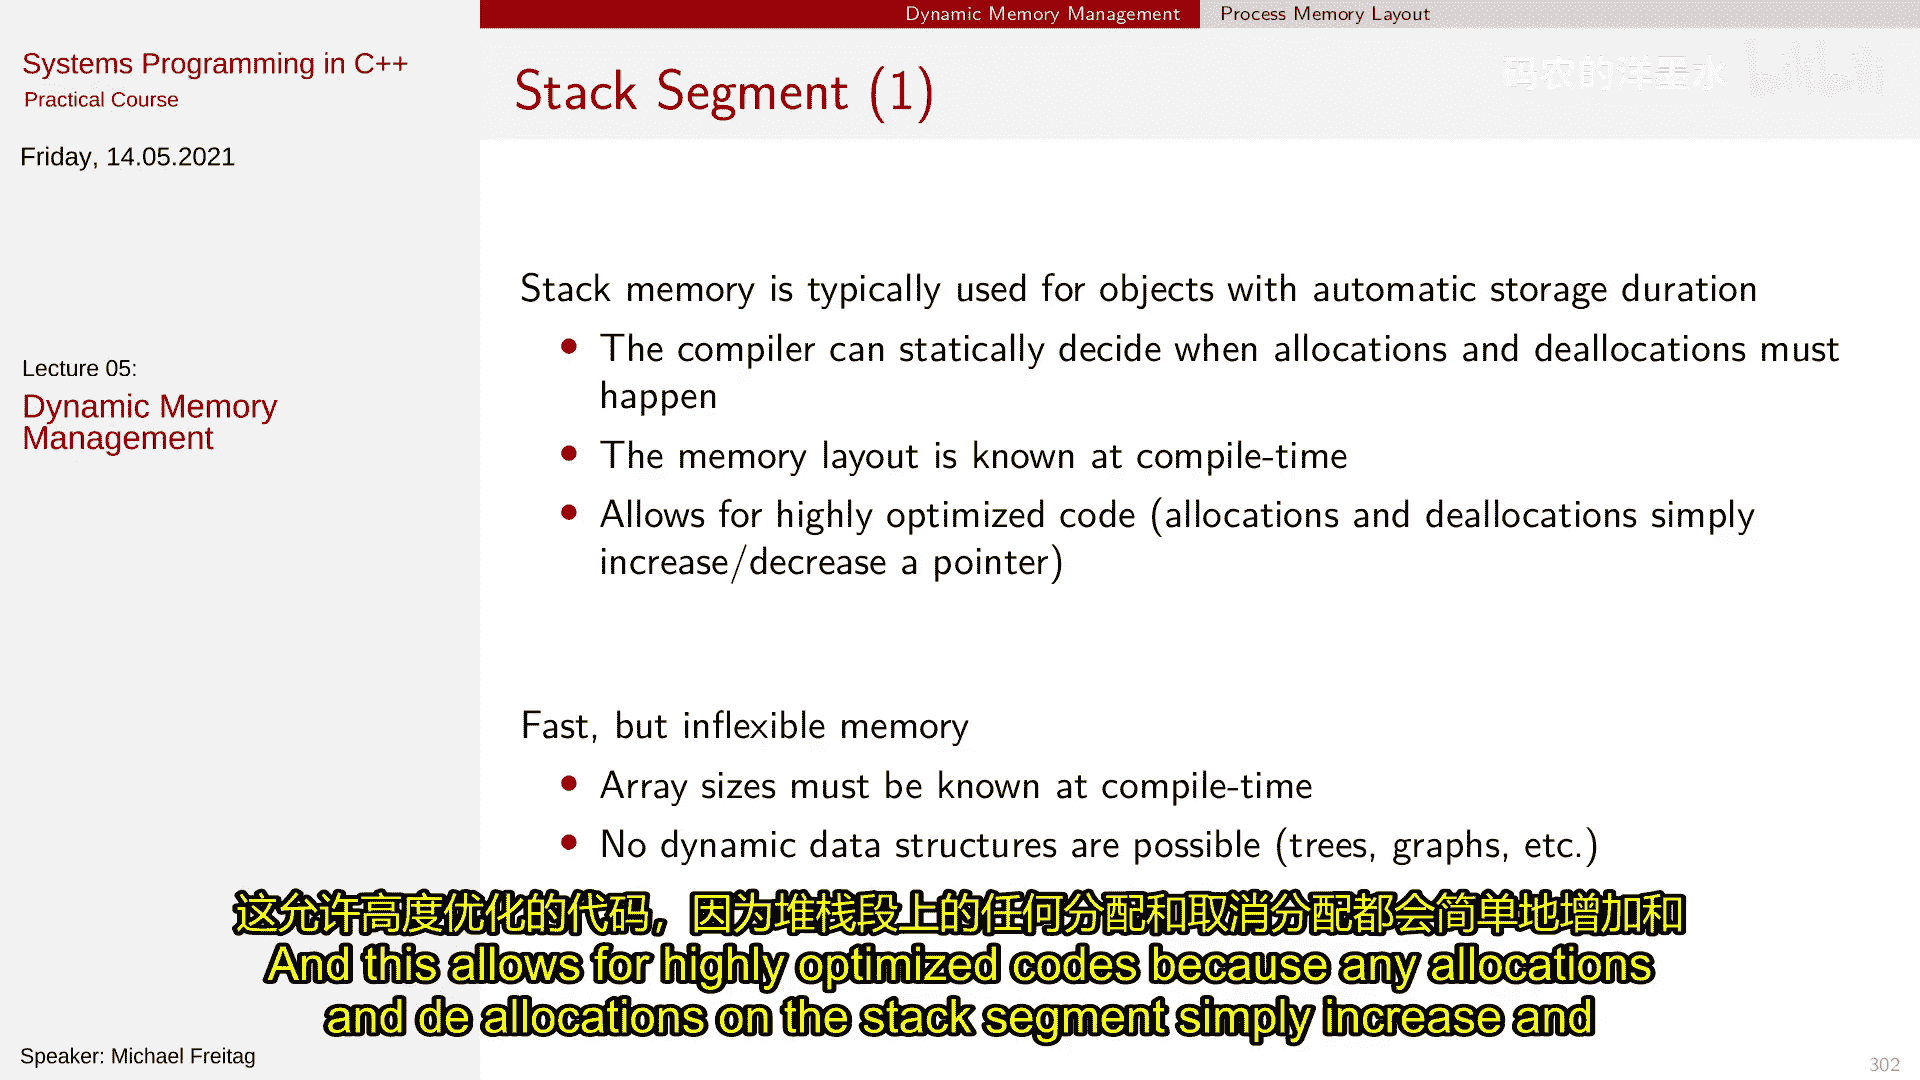 Dynamic Memory Management
Process Memory Layout
Systems Programming in C++
Practical Course
Friday, 14.05.2021
Lecture 05:
Dynamic Memory
Management
Speaker: Michael Freitag
Stack Segment (1)
码农的洋墨水 bilibili
Stack memory is typically used for objects with automatic storage duration
• The compiler can statically decide when allocations and deallocations must
happen
• The memory layout is known at compile-time
• Allows for highly optimized code (allocations and deallocations simply
increase/decrease a pointer)
Fast, but inflexible memory
• Array sizes must be known at compile-time
• No dynamic data structures are possible (trees, graphs, etc.)
这允许高度优化的代码，因为堆栈段上的任何分配和取消分配都会简单地增加和
And this allows for highly optimized codes because any allocations
and de allocations on the stack segment simply increase and
302